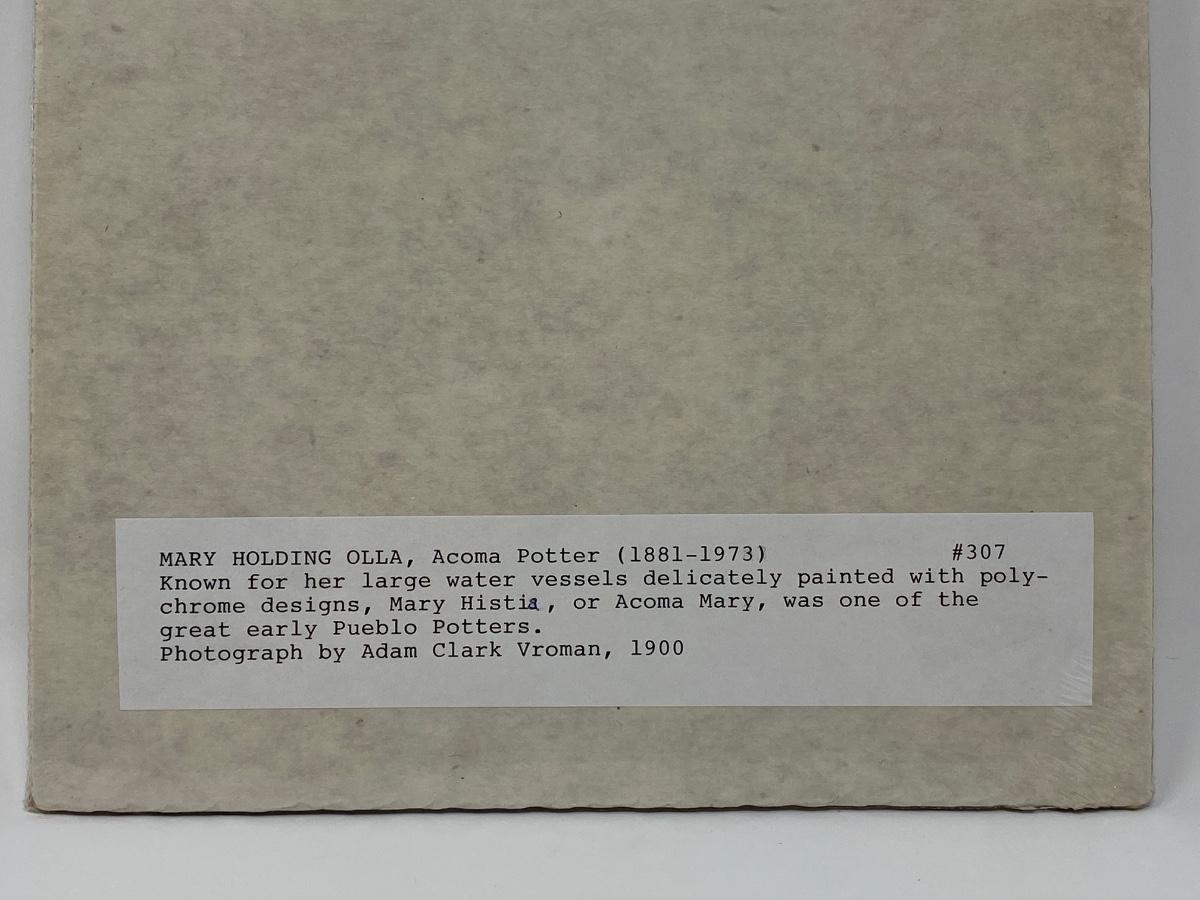 MARY HOLDING OLLA, Acoma Potter (1881-1973) #307
Known for her large water vessels delicately painted with poly-
chrome designs, Mary Histia, or Acoma Mary, was one of the
great early Pueblo Potters.
Photograph by Adam Clark Vroman, 1900